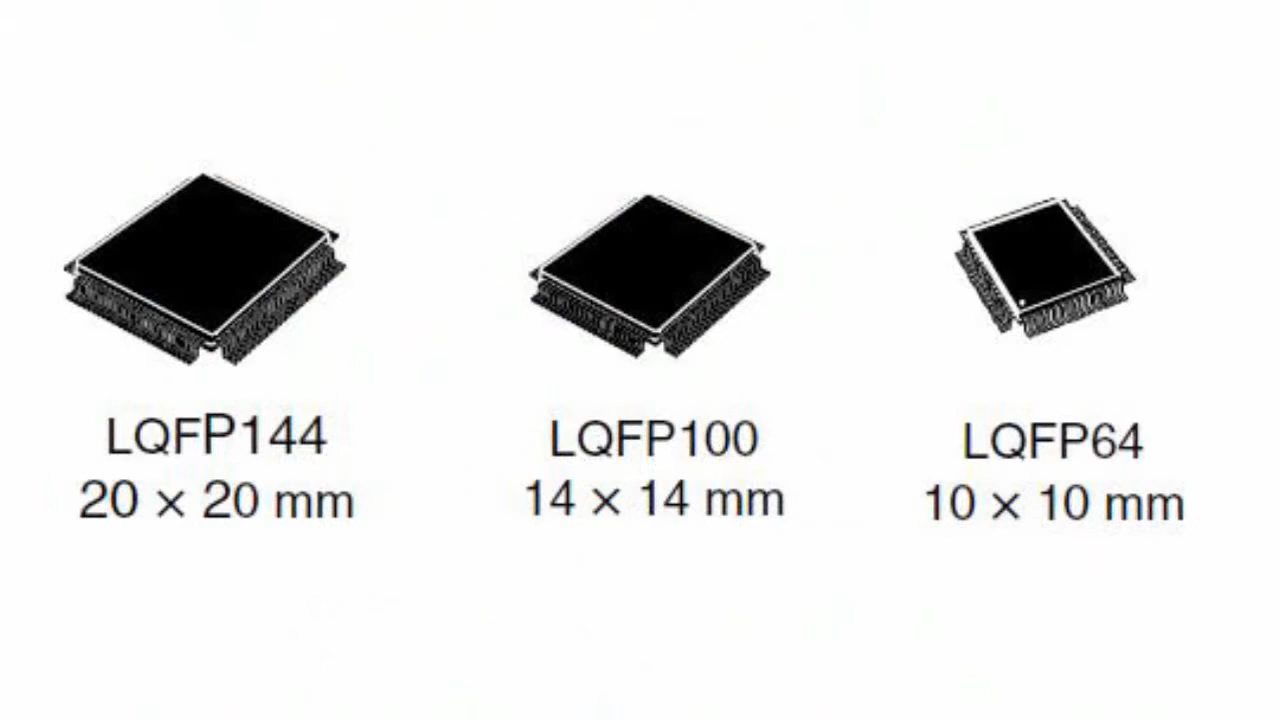 LQFP144
20 × 20 mm
LQFP100
14 × 14 mm
LQFP64
10 × 10 mm